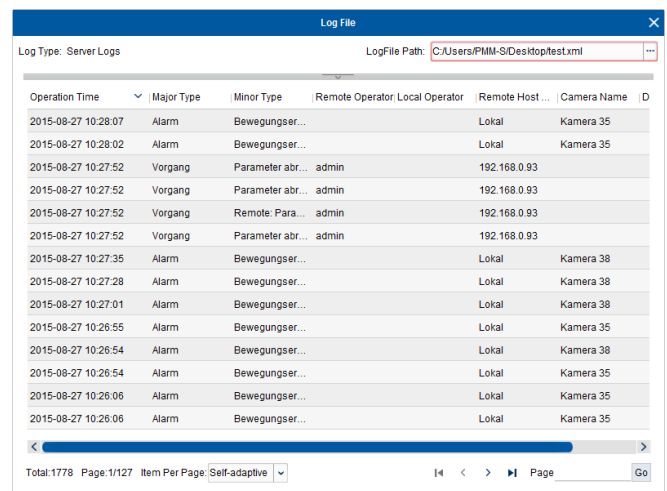 Log File
Log Type: Server Logs LogFile Path: C:/Users/PMM-S/Desktop/test.xml ...
Operation Time Major Type Minor Type Remote Operator Local Operator Remote Host ... Camera Name D
2015-08-27 10:28:07 Alarm Bewegungser... Lokal Kamera 35
2015-08-27 10:28:02 Alarm Bewegungser... Lokal Kamera 35
2015-08-27 10:27:52 Vorgang Parameter abr... admin 192.168.0.93
2015-08-27 10:27:52 Vorgang Parameter abr... admin 192.168.0.93
2015-08-27 10:27:52 Vorgang Remote: Para... admin 192.168.0.93
2015-08-27 10:27:52 Vorgang Parameter abr... admin 192.168.0.93
2015-08-27 10:27:35 Alarm Bewegungser... Lokal Kamera 38
2015-08-27 10:27:28 Alarm Bewegungser... Lokal Kamera 38
2015-08-27 10:27:01 Alarm Bewegungser... Lokal Kamera 38
2015-08-27 10:26:55 Alarm Bewegungser... Lokal Kamera 35
2015-08-27 10:26:54 Alarm Bewegungser... Lokal Kamera 38
2015-08-27 10:26:54 Alarm Bewegungser... Lokal Kamera 35
2015-08-27 10:26:06 Alarm Bewegungser... Lokal Kamera 35
2015-08-27 10:26:06 Alarm Bewegungser... Lokal Kamera 35
Total:1778 Page:1/127 Item Per Page: Self-adaptive Page Go